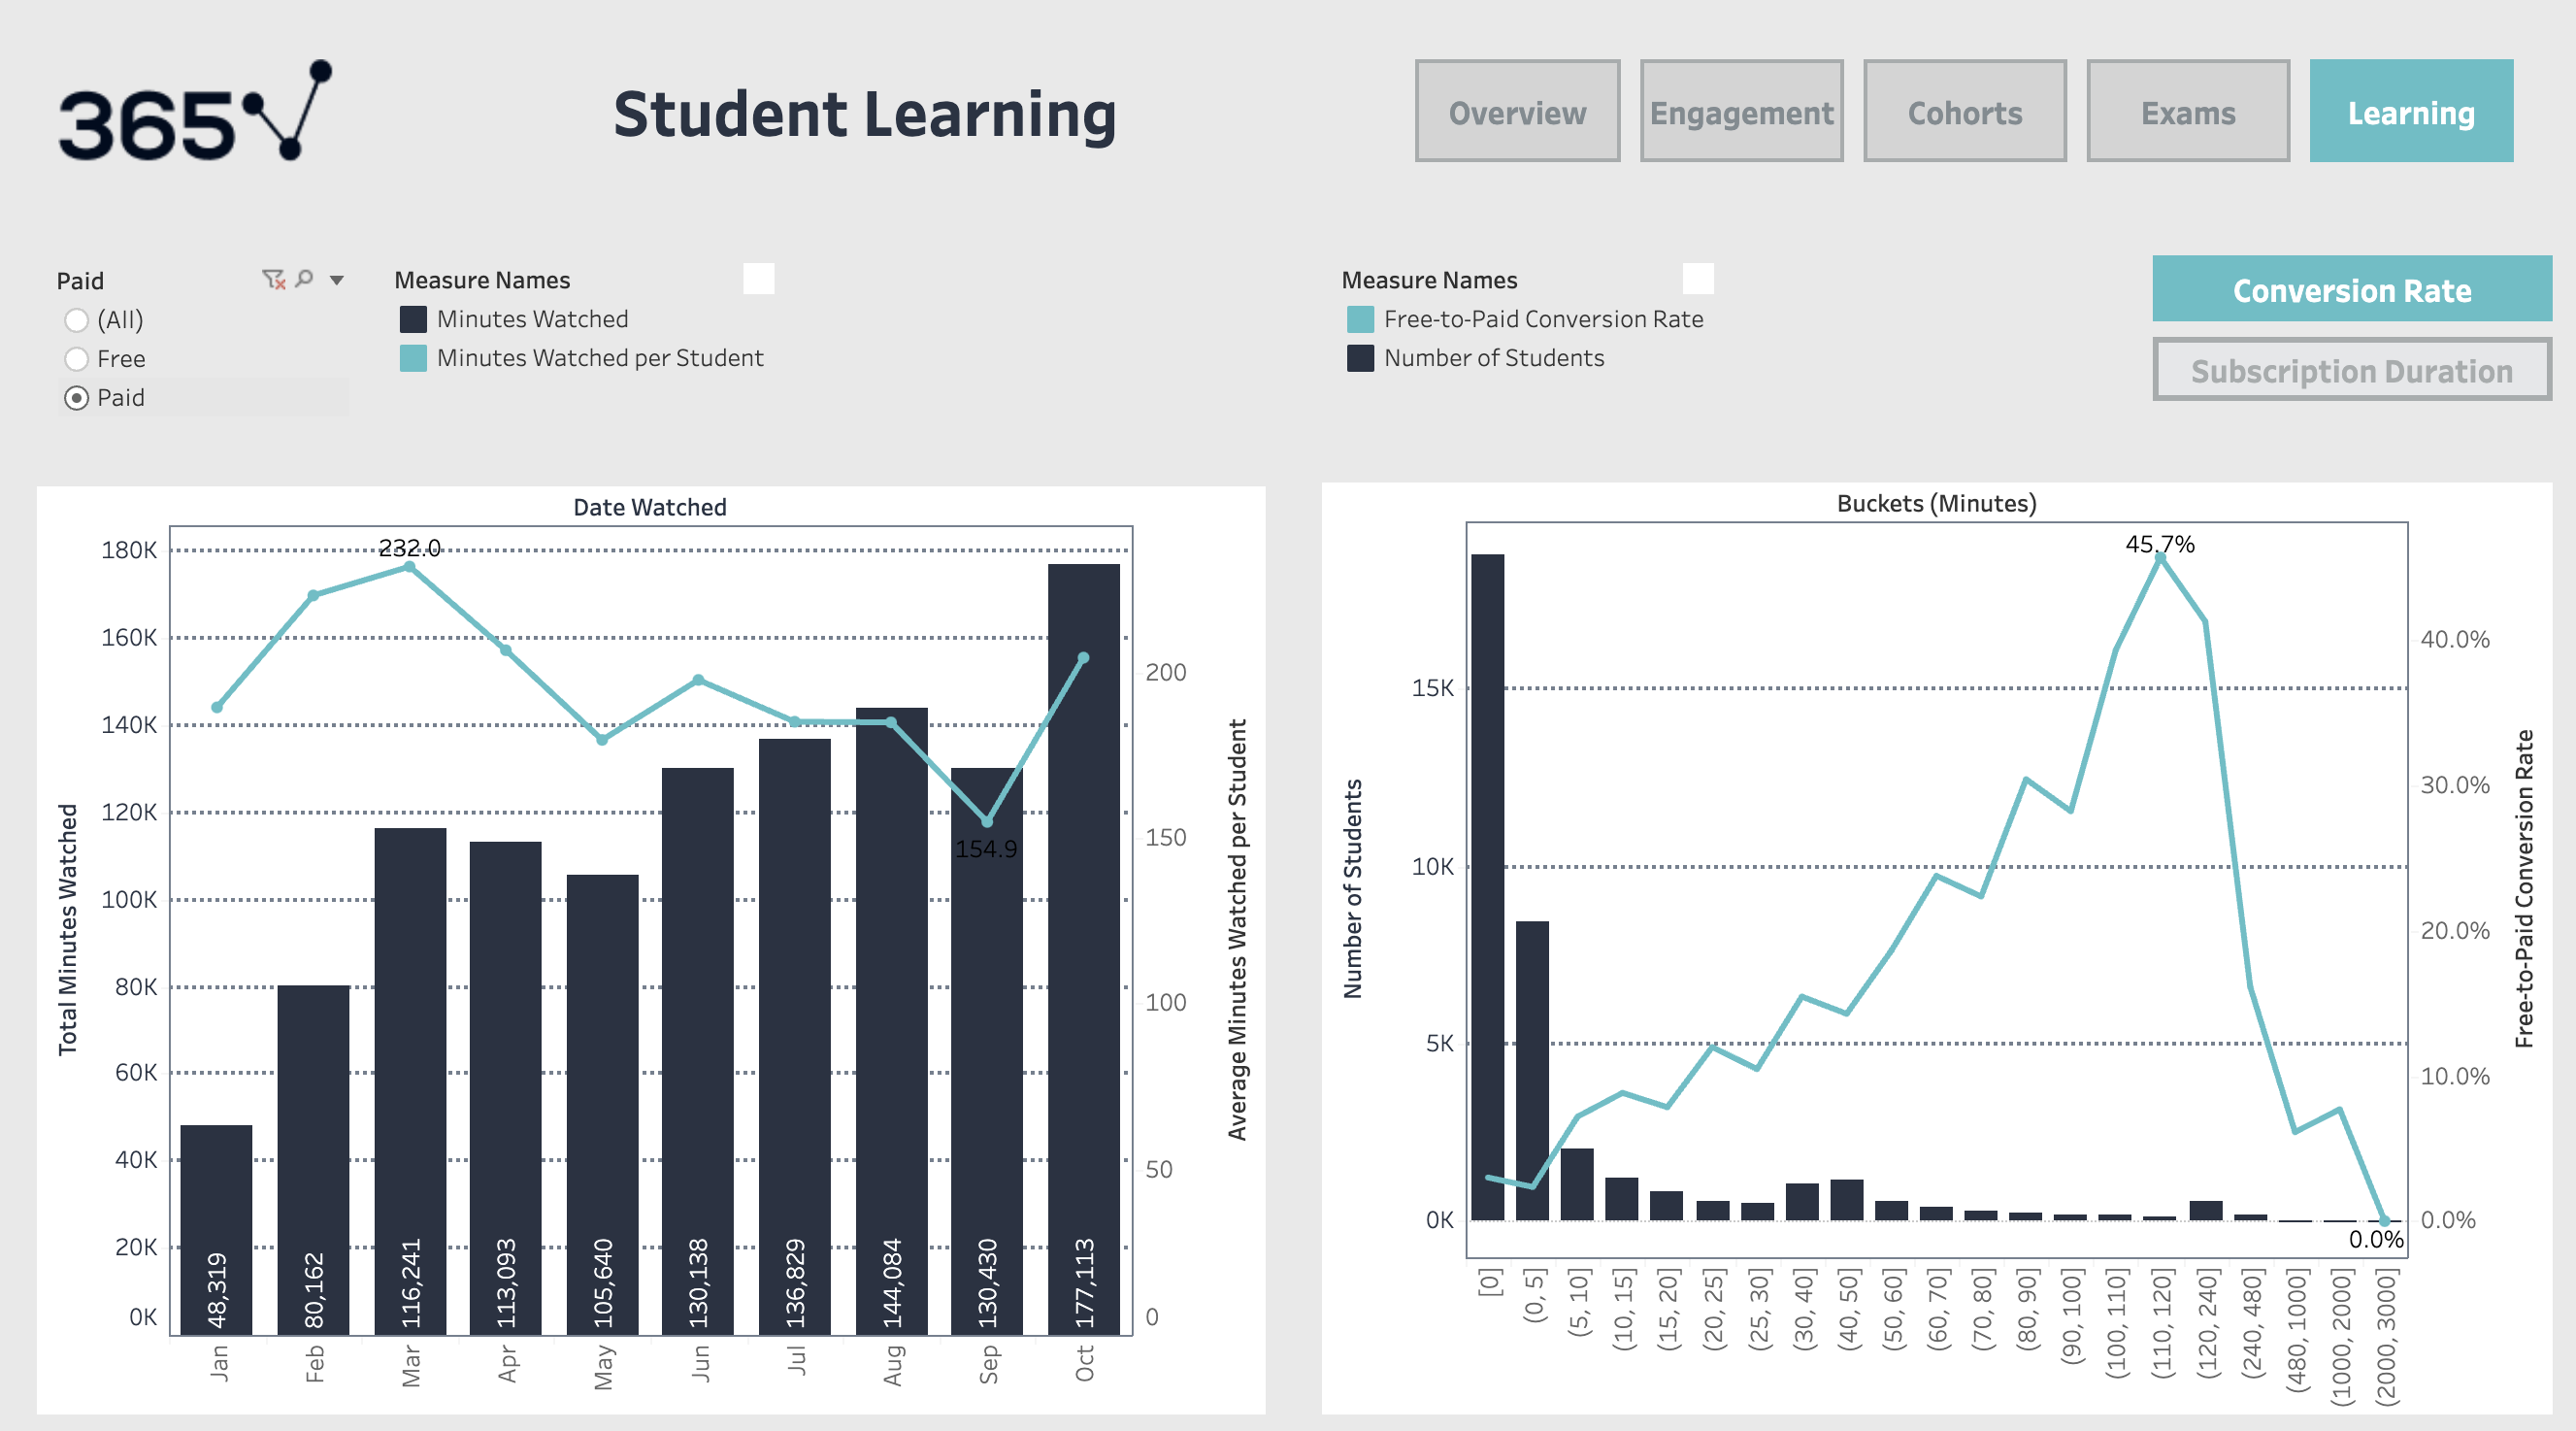 365
Student Learning
Overview
Engagement
Cohorts
Exams
Learning
Paid
(All)
Free
Paid
Measure Names
Minutes Watched
Minutes Watched per Student
Measure Names
Free-to-Paid Conversion Rate
Number of Students
Conversion Rate
Subscription Duration
Date Watched
Total Minutes Watched
180K
160K
140K
120K
100K
80K
60K
40K
20K
0K
232.0
154.9
48,319
80,162
116,241
113,093
105,640
130,138
136,829
144,084
130,430
177,113
Jan
Feb
Mar
Apr
May
Jun
Jul
Aug
Sep
Oct
200
150
100
50
0
Average Minutes Watched per Student
Buckets (Minutes)
Number of Students
15K
10K
5K
0K
45.7%
0.0%
[0]
(0, 5]
(5, 10]
(10, 15]
(15, 20]
(20, 25]
(25, 30]
(30, 40]
(40, 50]
(50, 60]
(60, 70]
(70, 80]
(80, 90]
(90, 100]
(100, 110]
(110, 120]
(120, 240]
(240, 480]
(480, 1000]
(1000, 2000]
(2000, 3000]
40.0%
30.0%
20.0%
10.0%
0.0%
Free-to-Paid Conversion Rate